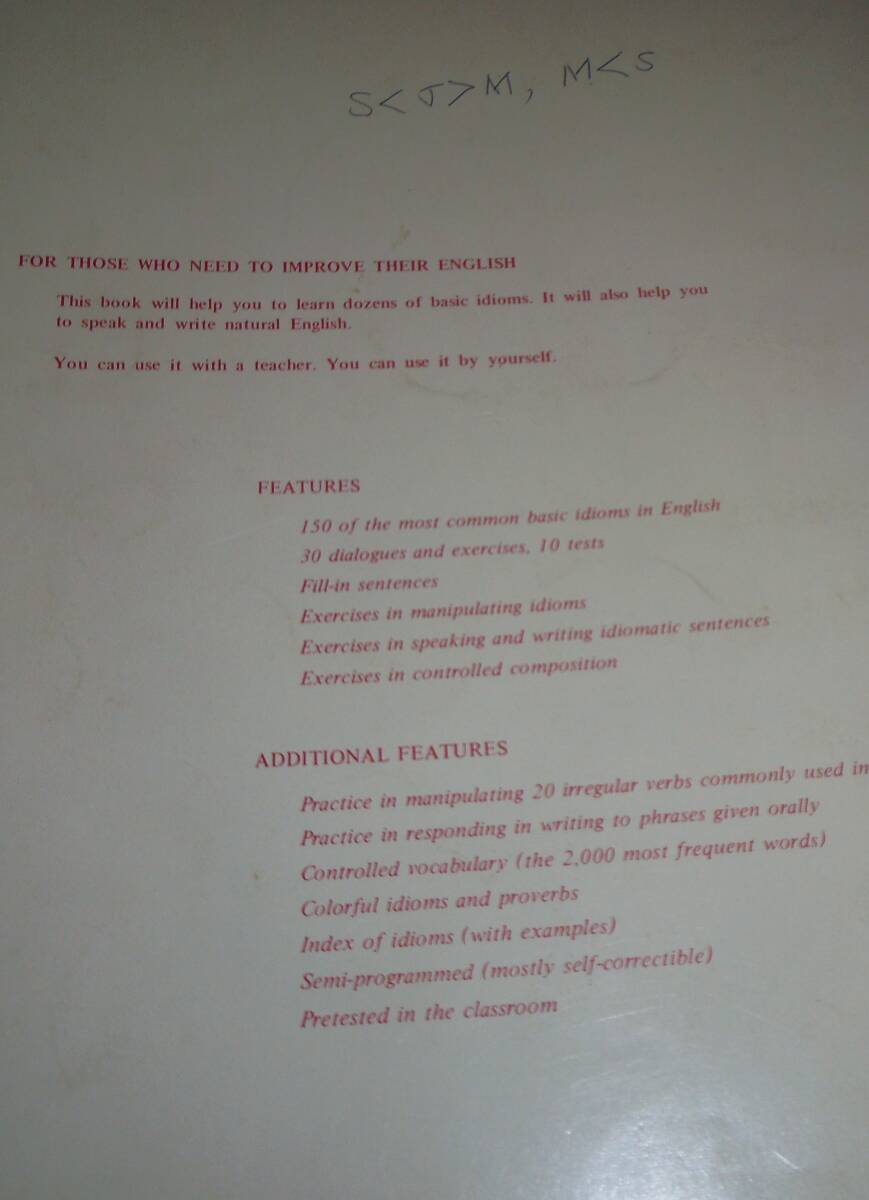 S<J>M, M<S
FOR THOSE WHO NEED TO IMPROVE THEIR ENGLISH
This book will help you to learn dozens of basic idioms. It will also help you
to speak and write natural English.
You can use it with a teacher. You can use it by yourself.
FEATURES
150 of the most common basic idioms in English
30 dialogues and exercises, 10 tests
Fill-in sentences
Exercises in manipulating idioms
Exercises in speaking and writing idiomatic sentences
Exercises in controlled composition
ADDITIONAL FEATURES
Practice in manipulating 20 irregular verbs commonly used in
Practice in responding in writing to phrases given orally
Controlled vocabulary (the 2,000 most frequent words)
Colorful idioms and proverbs
Index of idioms (with examples)
Semi-programmed (mostly self-correctible)
Pretested in the classroom